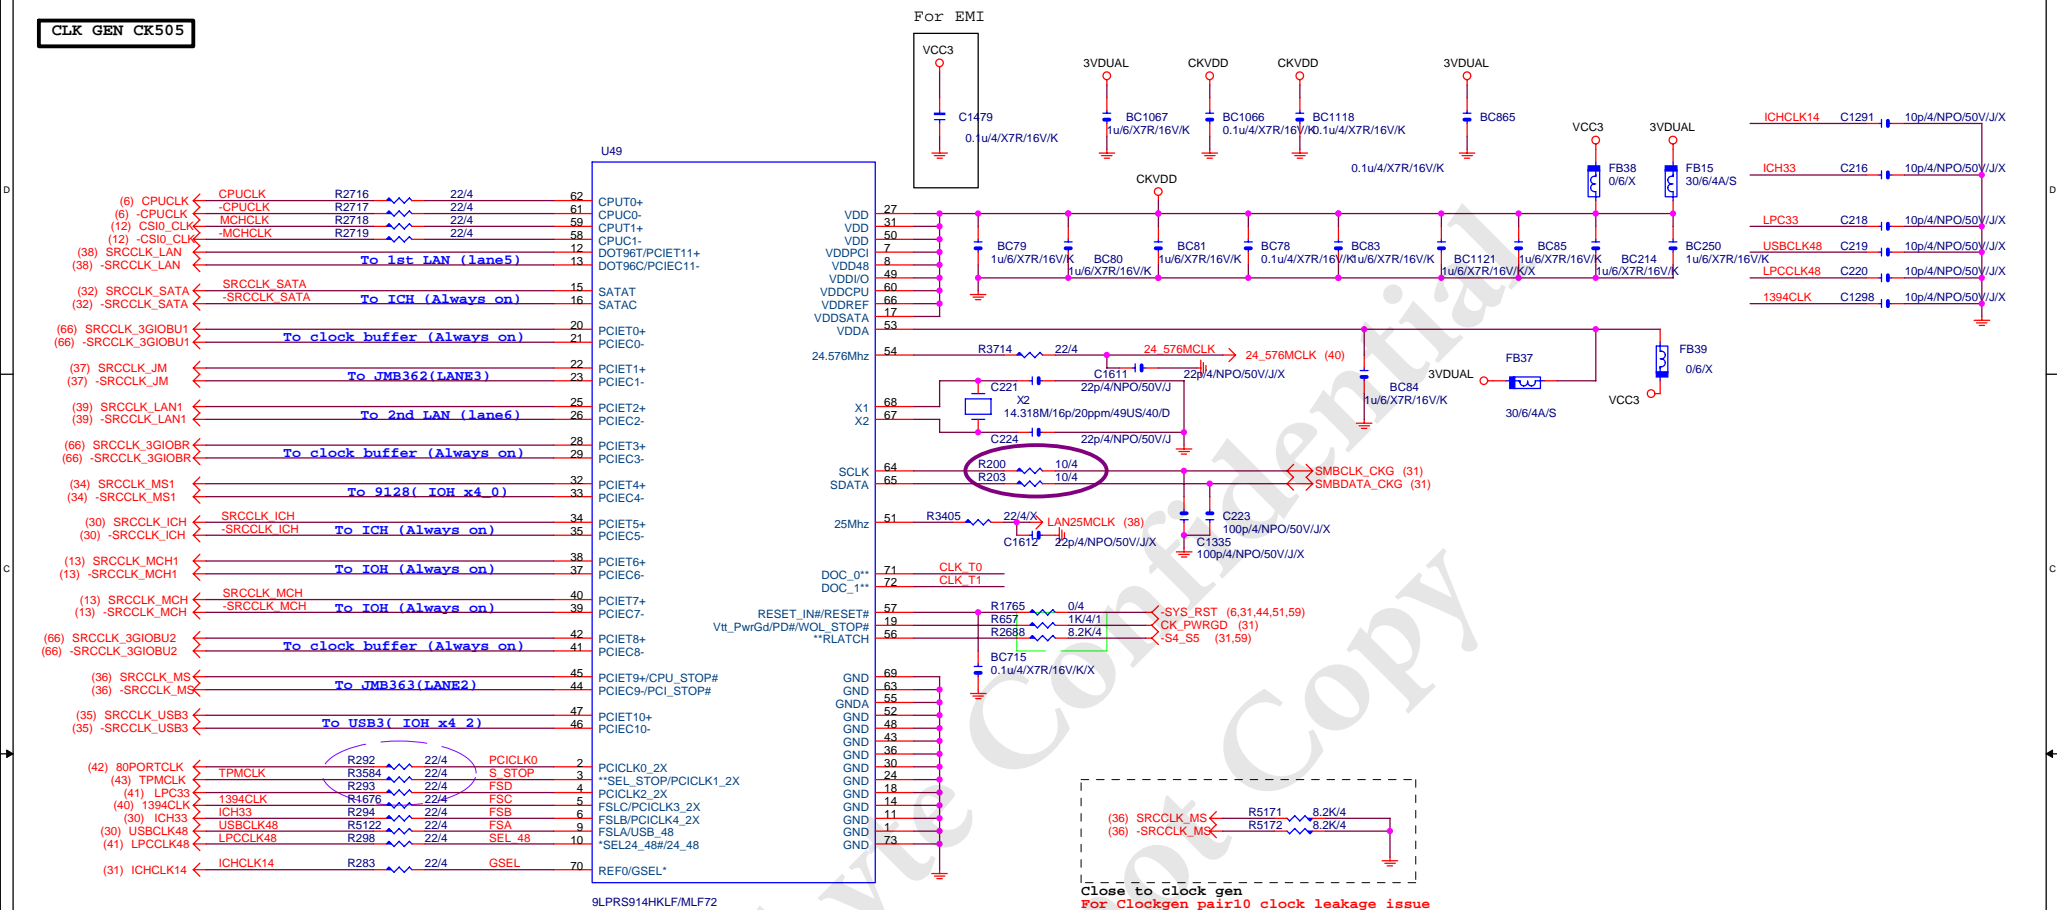 CLK GEN CK505
For EMI
VCC3
C1479
0.1u/4/X7R/16V/K
3VDUAL
BC1067
1u/6/X7R/16V/K
CKVDD
BC1066
0.1u/4/X7R/16V/K
CKVDD
BC1118
0.1u/4/X7R/16V/K
3VDUAL
BC865
0.1u/4/X7R/16V/K
VCC3
FB38
0/6/X
3VDUAL
FB15
30/6/4A/S
ICHCLK14 C1291 10p/4/NPO/50V/J/X
ICH33 C216 10p/4/NPO/50V/J/X
LPC33 C218 10p/4/NPO/50V/J/X
USBCLK48 C219 10p/4/NPO/50V/J/X
LPCCLK48 C220 10p/4/NPO/50V/J/X
1394CLK C1298 10p/4/NPO/50V/J/X
CKVDD
BC79
1u/6/X7R/16V/K
BC80
1u/6/X7R/16V/K
BC81
1u/6/X7R/16V/K
BC78
0.1u/4/X7R/16V/K
BC83
1u/6/X7R/16V/K
BC1121
1u/6/X7R/16V/K/X
BC85
1u/6/X7R/16V/K
BC214
1u/6/X7R/16V/K
BC250
1u/6/X7R/16V/K
U49
(6) CPUCLK CPUCLK R2716 22/4 62 CPUT0+
(6) -CPUCLK -CPUCLK R2717 22/4 61 CPUC0-
(12) CSI0_CLK MCHCLK R2718 22/4 59 CPUT1+
(12) -CSI0_CLK -MCHCLK R2719 22/4 58 CPUC1-
(38) SRCCLK_LAN 12 DOT96T/PCIET11+
(38) -SRCCLK_LAN To 1st LAN (lane5) 13 DOT96C/PCIEC11-
(32) SRCCLK_SATA SRCCLK_SATA 15 SATAT
(32) -SRCCLK_SATA -SRCCLK_SATA To ICH (Always on) 16 SATAC
(66) SRCCLK_3GIOBU1 20 PCIET0+
(66) -SRCCLK_3GIOBU1 To clock buffer (Always on) 21 PCIEC0-
(37) SRCCLK_JM 22 PCIET1+
(37) -SRCCLK_JM To JMB362(LANE3) 23 PCIEC1-
(39) SRCCLK_LAN1 25 PCIET2+
(39) -SRCCLK_LAN1 To 2nd LAN (lane6) 26 PCIEC2-
(66) SRCCLK_3GIOBR 28 PCIET3+
(66) -SRCCLK_3GIOBR To clock buffer (Always on) 29 PCIEC3-
(34) SRCCLK_MS1 32 PCIET4+
(34) -SRCCLK_MS1 To 9128( IOH x4_0) 33 PCIEC4-
(30) SRCCLK_ICH SRCCLK_ICH 34 PCIET5+
(30) -SRCCLK_ICH -SRCCLK_ICH To ICH (Always on) 35 PCIEC5-
(13) SRCCLK_MCH1 38 PCIET6+
(13) -SRCCLK_MCH1 To IOH (Always on) 37 PCIEC6-
(13) SRCCLK_MCH SRCCLK_MCH 40 PCIET7+
(13) -SRCCLK_MCH -SRCCLK_MCH To IOH (Always on) 39 PCIEC7-
(66) SRCCLK_3GIOBU2 42 PCIET8+
(66) -SRCCLK_3GIOBU2 To clock buffer (Always on) 41 PCIEC8-
(36) SRCCLK_MS 45 PCIET9+/CPU_STOP#
(36) -SRCCLK_MS To JMB363(LANE2) 44 PCIEC9-/PCI_STOP#
(35) SRCCLK_USB3 47 PCIET10+
(35) -SRCCLK_USB3 To USB3( IOH x4_2) 46 PCIEC10-
(42) 80PORTCLK R292 22/4 PCICLK0 2 PCICLK0_2X
(43) TPMCLK TPMCLK R3584 22/4 S_STOP 3 **SEL_STOP/PCICLK1_2X
(41) LPC33 R293 22/4 FSD 4 PCICLK2_2X
(40) 1394CLK 1394CLK R1676 22/4 FSC 5 FSLC/PCICLK3_2X
(30) ICH33 ICH33 R294 22/4 FSB 6 FSLB/PCICLK4_2X
(30) USBCLK48 USBCLK48 R5122 22/4 FSA 9 FSLA/USB_48
(41) LPCCLK48 LPCCLK48 R298 22/4 SEL_48 10 *SEL24_48#/24_48
(31) ICHCLK14 ICHCLK14 R283 22/4 GSEL 70 REF0/GSEL*
9LPRS914HKLF/MLF72
VDD 27
VDD 31
VDD 50
VDDPCI 7
VDD48 8
VDDI/O 49
VDDCPU 60
VDDREF 66
VDDSATA 17
VDDA 53
24.576Mhz 54 R3714 22/4 24_576MCLK 24_576MCLK (40)
C1611
22p/4/NPO/50V/J/X
C221
22p/4/NPO/50V/J
X1 68
X2 67
X2
14.318M/16p/20ppm/49US/40/D
C224 22p/4/NPO/50V/J
BC84
1u/6/X7R/16V/K
3VDUAL
FB37
30/6/4A/S
FB39
0/6/X
VCC3
SCLK 64 R200 10/4 SMBCLK_CKG (31)
SDATA 65 R203 10/4 SMBDATA_CKG (31)
25Mhz 51 R3405 22/4/X LAN25MCLK (38)
C1612 22p/4/NPO/50V/J/X
C223
100p/4/NPO/50V/J/X
C1335
100p/4/NPO/50V/J/X
DOC_0** 71 CLK_T0
DOC_1** 72 CLK_T1
RESET_IN#/RESET# 57 R1765 0/4 -SYS_RST (6,31,44,51,59)
Vtt_PwrGd/PD#/WOL_STOP# 19 R657 1K/4/1 CK_PWRGD (31)
**RLATCH 56 R2688 8.2K/4 -S4_S5 (31,59)
BC715
0.1u/4/X7R/16V/K/X
GND 69
GND 63
GNDA 55
GND 52
GND 48
GND 43
GND 36
GND 30
GND 24
GND 18
GND 14
GND 11
GND 1
GND 73
(36) SRCCLK_MS R5171 8.2K/4
(36) -SRCCLK_MS R5172 8.2K/4
Close to clock gen
For Clockgen pair10 clock leakage issue
D
D
C
C
Confidential
not Copy